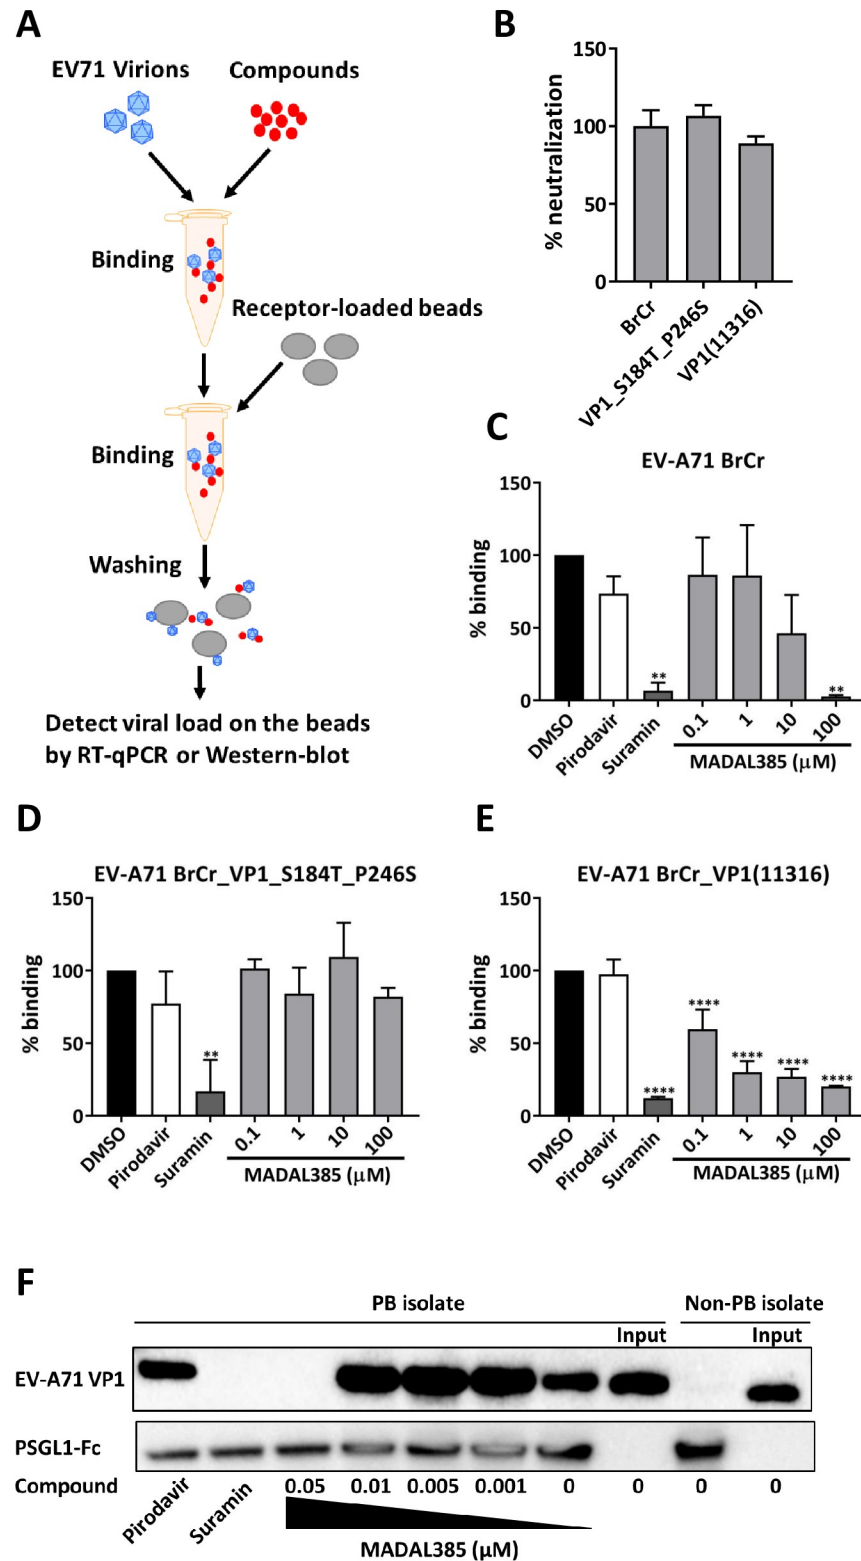 A
EV71 Virions
Compounds
Binding
Receptor-loaded beads
Binding
Washing
Detect viral load on the beads
by RT-qPCR or Western-blot
B
% neutralization
150
100
50
0
BrCr
VP1_S184T_P246S
VP1(11316)
C
EV-A71 BrCr
% binding
150
100
50
0
**
**
DMSO
Pirodavir
Suramin
0.1
1
10
100
MADAL385 (μM)
D
EV-A71 BrCr_VP1_S184T_P246S
% binding
150
100
50
0
**
DMSO
Pirodavir
Suramin
0.1
1
10
100
MADAL385 (μM)
E
EV-A71 BrCr_VP1(11316)
% binding
150
100
50
0
****
****
****
****
****
DMSO
Pirodavir
Suramin
0.1
1
10
100
MADAL385 (μM)
F
PB isolate
Non-PB isolate
Input
Input
EV-A71 VP1
PSGL1-Fc
Compound
Pirodavir
Suramin
0.05
0.01
0.005
0.001
0
0
0
0
MADAL385 (μM)